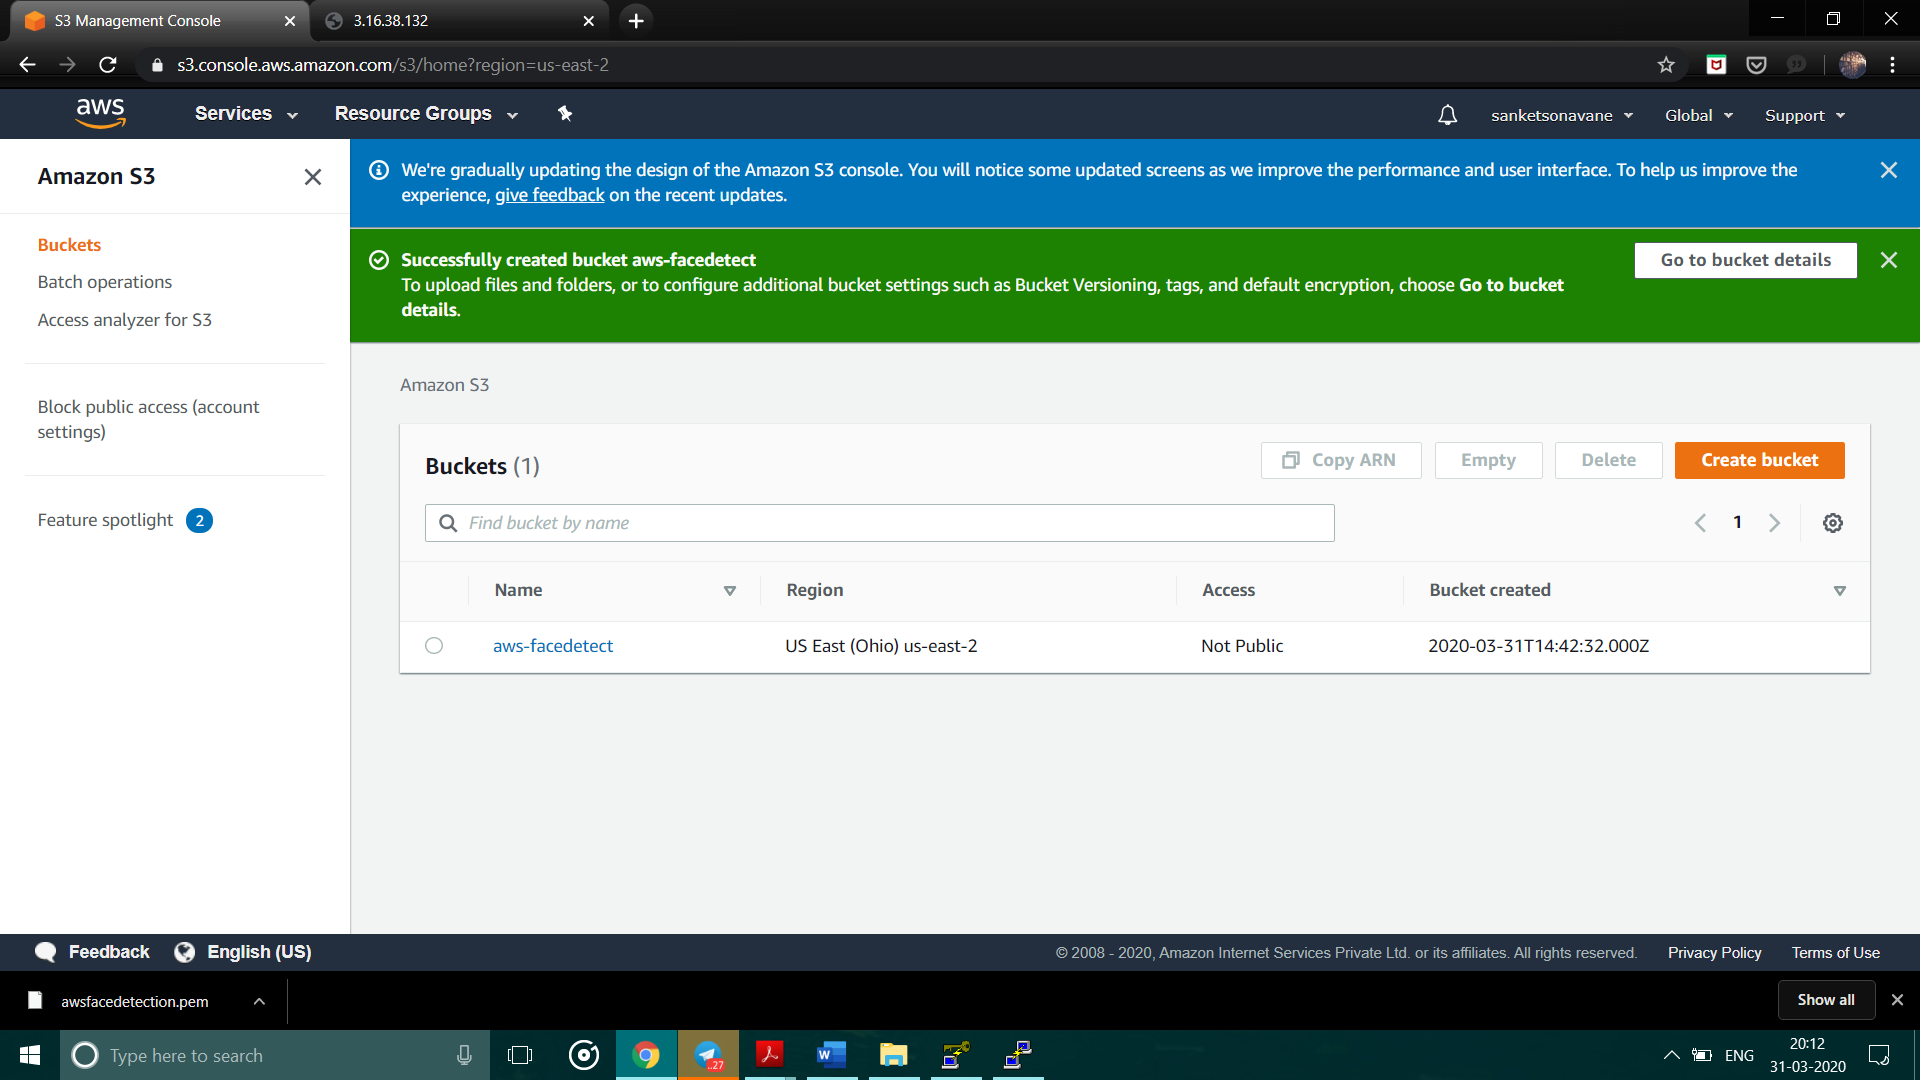 S3 Management Console
3.16.38.132
s3.console.aws.amazon.com/s3/home?region=us-east-2
aws
Services
Resource Groups
sanketsonavane
Global
Support
Amazon S3
Buckets
Batch operations
Access analyzer for S3
Block public access (account
settings)
Feature spotlight 2
We're gradually updating the design of the Amazon S3 console. You will notice some updated screens as we improve the performance and user interface. To help us improve the
experience, give feedback on the recent updates.
Successfully created bucket aws-facedetect
To upload files and folders, or to configure additional bucket settings such as Bucket Versioning, tags, and default encryption, choose Go to bucket
details.
Go to bucket details
Amazon S3
Buckets (1)
Copy ARN
Empty
Delete
Create bucket
Find bucket by name
1
Name
Region
Access
Bucket created
aws-facedetect
US East (Ohio) us-east-2
Not Public
2020-03-31T14:42:32.000Z
Feedback
English (US)
© 2008 - 2020, Amazon Internet Services Private Ltd. or its affiliates. All rights reserved.
Privacy Policy
Terms of Use
awsfacedetection.pem
Show all
Type here to search
..27
W
ENG
20:12
31-03-2020